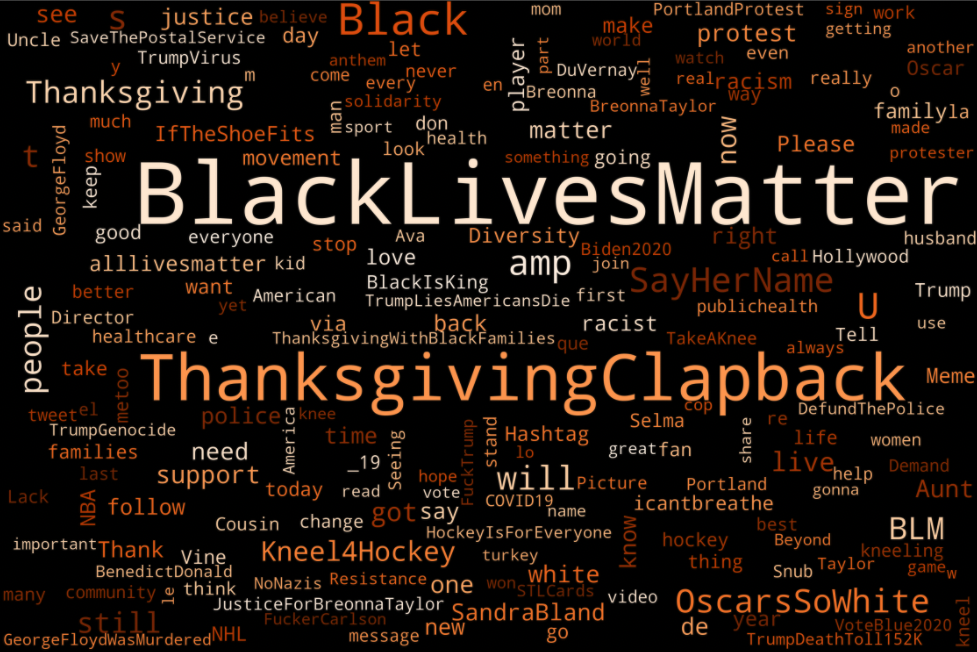 see S justice believe Black mom PortlandProtest sign work
Uncle SaveThePostalService day let make protest getting
TrumpVirus anthem world part even another
y m come every never en player DuVernay well watch real racism really Oscar
Thanksgiving man solidarity Breonna BreonnaTaylor way o familyla
much IfTheShoeFits sport don health matter now made
t GeorgeFloyd show keep movement look something going Please protester
BlackLivesMatter
said good everyone stop Ava Diversity Biden2020 right husband
alllivesmatter kid love amp join call Hollywood
people better want yet American BlackIsKing TrumpLiesAmericansDie first SayHerName publichealth U Trump
Director via back racist Tell use
healthcare e ThanksgivingWithBlackFamilies que TakeAKnee always
take metoo ThanksgivingClapback Meme
tweet el police America knee cop DefundThePolice
TrumpGenocide time Seeing FuckTrump stand Hashtag Selma share re life women
families need lo great fan
last support _19 hope will Picture Portland live help Demand
Lack NBA today read vote COVID19 name icantbreathe gonna Aunt
follow Cousin change got say HockeyIsForEveryone know hockey best Beyond BLM
important Thank Vine Kneel4Hockey turkey thing kneeling
BenedictDonald NoNazis Resistance one white Snub Taylor game w
many community le think won STLCards video
JusticeForBreonnaTaylor SandraBland OscarsSoWhite kneel
still FuckerCarlson new de year VoteBlue2020
GeorgeFloydWasMurdered NHL message go TrumpDeathToll152K